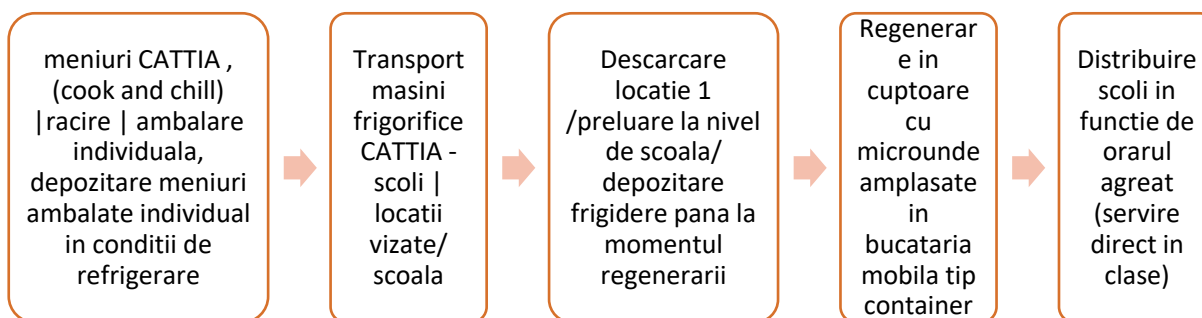 meniuri CATTIA ,
(cook and chill)
|racire | ambalare
individuala,
depozitare meniuri
ambalate individual
in conditii de
refrigerare
Transport
masini
frigorifice
CATTIA -
scoli |
locatii
vizate/
scoala
Descarcare
locatie 1
/preluare la nivel
de scoala/
depozitare
frigidere pana la
momentul
regenerarii
Regenerar
e in
cuptoare
cu
microunde
amplasate
in
bucataria
mobila tip
container
Distribuire
scoli in
functie de
orarul
agreat
(servire
direct in
clase)